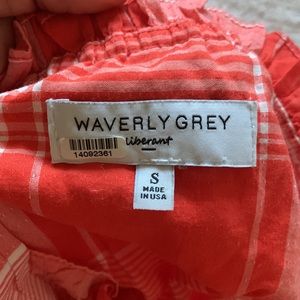 WAVERLY GREY
liberant
14092361
S
MADE
IN USA